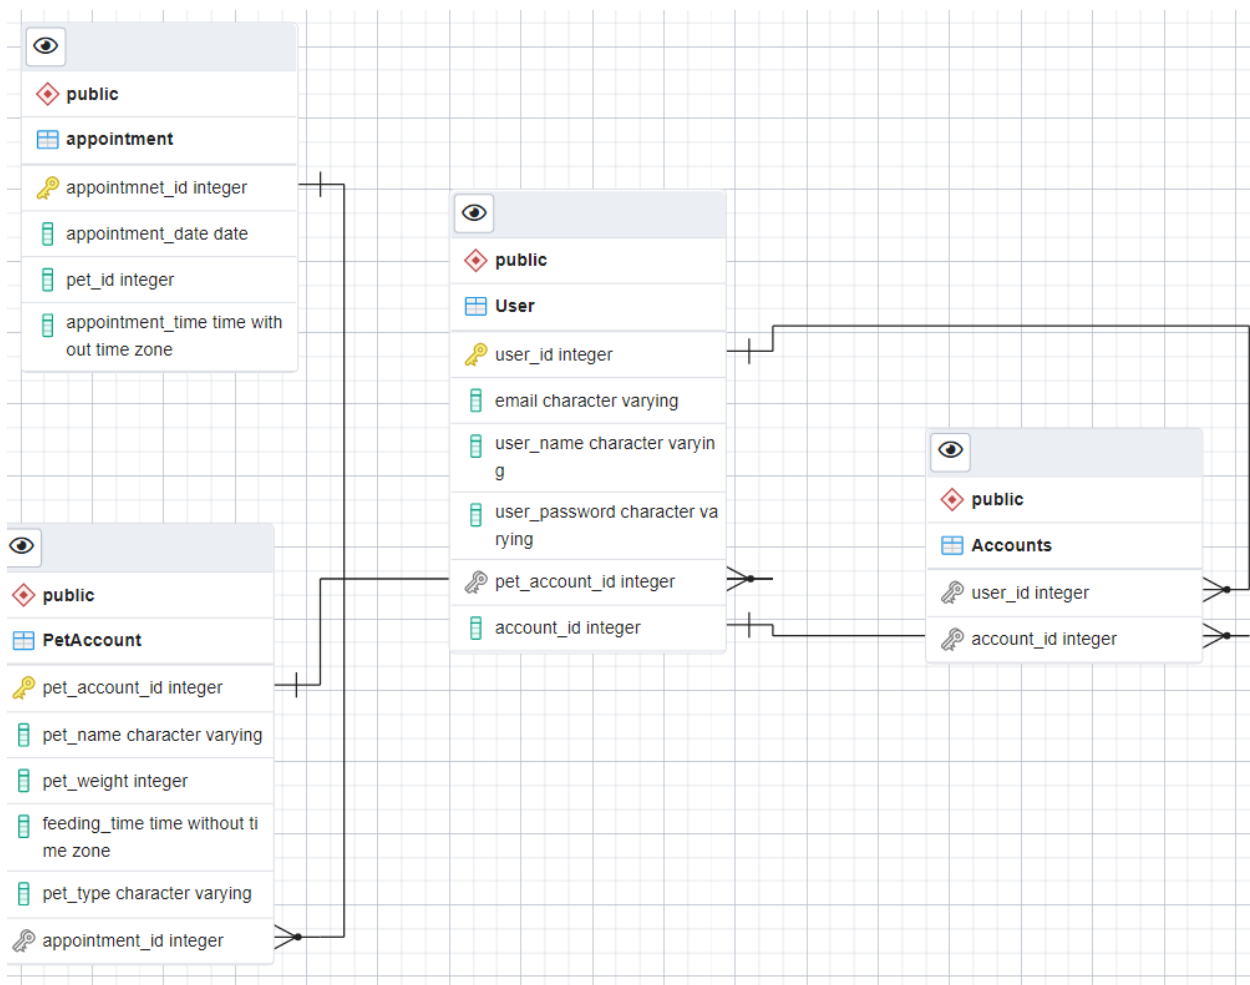 public
appointment
appointmnet_id integer
appointment_date date
pet_id integer
appointment_time time with
out time zone
public
User
user_id integer
email character varying
user_name character varyin
g
user_password character va
rying
pet_account_id integer
account_id integer
public
Accounts
user_id integer
account_id integer
public
PetAccount
pet_account_id integer
pet_name character varying
pet_weight integer
feeding_time time without ti
me zone
pet_type character varying
appointment_id integer